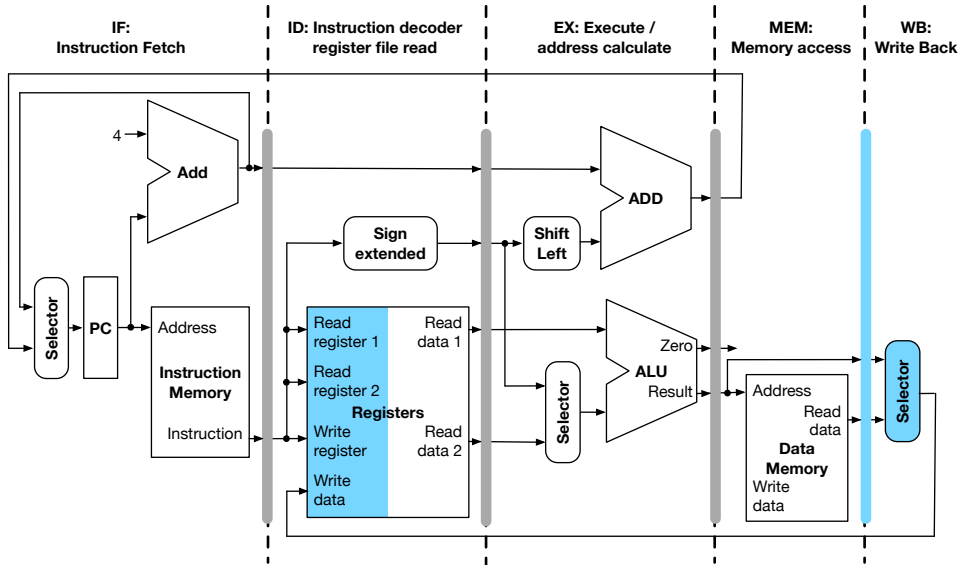 IF:
Instruction Fetch
ID: Instruction decoder
register file read
EX: Execute /
address calculate
MEM:
Memory access
WB:
Write Back
4
Add
ADD
Sign
extended
Shift
Left
Selector
PC
Address
Instruction
Memory
Instruction
Read
register 1
Read
data 1
Read
register 2
Registers
Write
register
Read
data 2
Write
data
Selector
Zero
ALU
Result
Address
Read
data
Data
Memory
Write
data
Selector